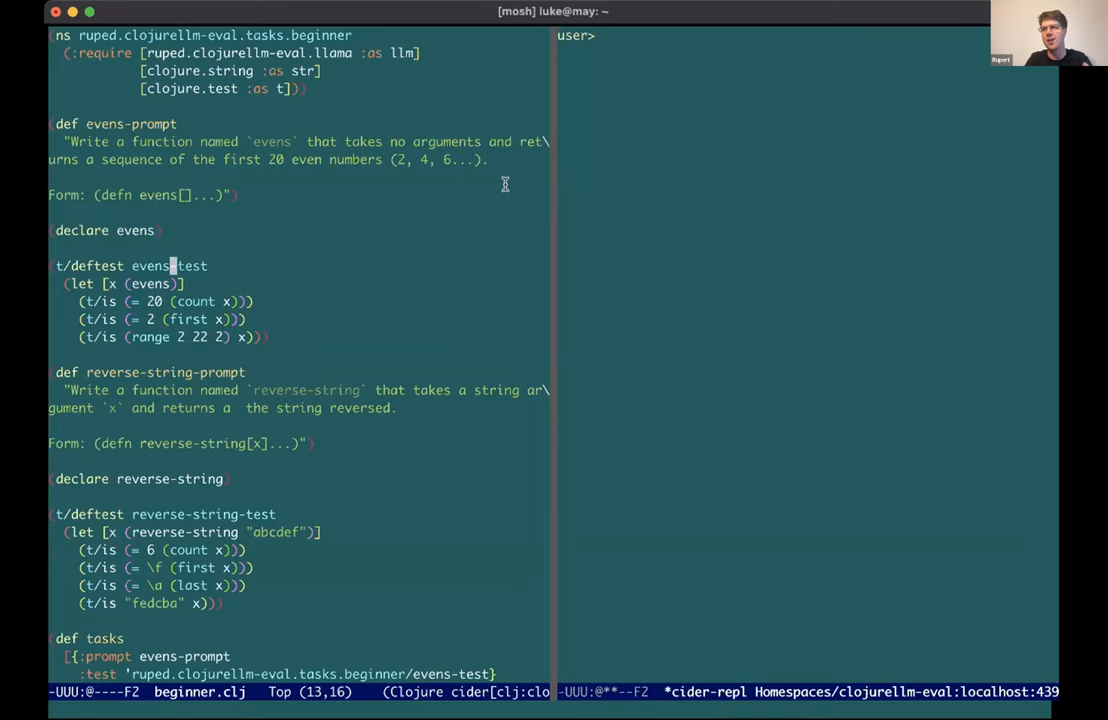 [mosh] luke@may: ~
(ns ruped.clojurellm-eval.tasks.beginner
  (:require [ruped.clojurellm-eval.llama :as llm]
            [clojure.string :as str]
            [clojure.test :as t]))
(def evens-prompt
  "Write a function named `evens` that takes no arguments and ret\
urns a sequence of the first 20 even numbers (2, 4, 6...).
Form: (defn evens[]...)")
(declare evens)
(t/deftest evens-test
  (let [x (evens)]
    (t/is (= 20 (count x)))
    (t/is (= 2 (first x)))
    (t/is (range 2 22 2) x)))
(def reverse-string-prompt
  "Write a function named `reverse-string` that takes a string ar\
gument `x` and returns a  the string reversed.
Form: (defn reverse-string[x]...)")
(declare reverse-string)
(t/deftest reverse-string-test
  (let [x (reverse-string "abcdef")]
    (t/is (= 6 (count x)))
    (t/is (= \f (first x)))
    (t/is (= \a (last x)))
    (t/is "fedcba" x)))
(def tasks
  [{:prompt evens-prompt
    :test 'ruped.clojurellm-eval.tasks.beginner/evens-test}
-UUU:@----F2  beginner.clj   Top (13,16)    (Clojure cider[clj:clo
user>
-UUU:@**--F2  *cider-repl Homespaces/clojurellm-eval:localhost:439
Rupert